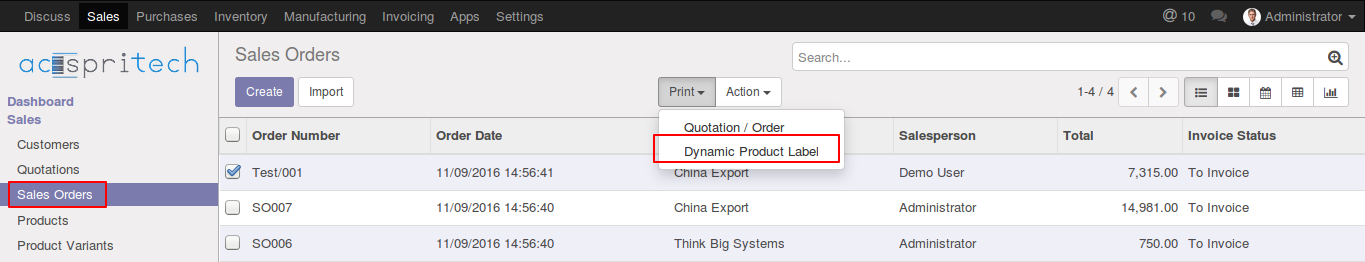 Discuss Sales Purchases Inventory Manufacturing Invoicing Apps Settings @ 10 Administrator
acespritech
Sales Orders
Search...
Create Import Print Action 1-4 / 4
Dashboard
Sales
Customers
Quotations
Sales Orders
Products
Product Variants
Quotation / Order
Dynamic Product Label
Order Number Order Date Salesperson Total Invoice Status
Test/001 11/09/2016 14:56:41 China Export Demo User 7,315.00 To Invoice
SO007 11/09/2016 14:56:40 China Export Administrator 14,981.00 To Invoice
SO006 11/09/2016 14:56:40 Think Big Systems Administrator 750.00 To Invoice